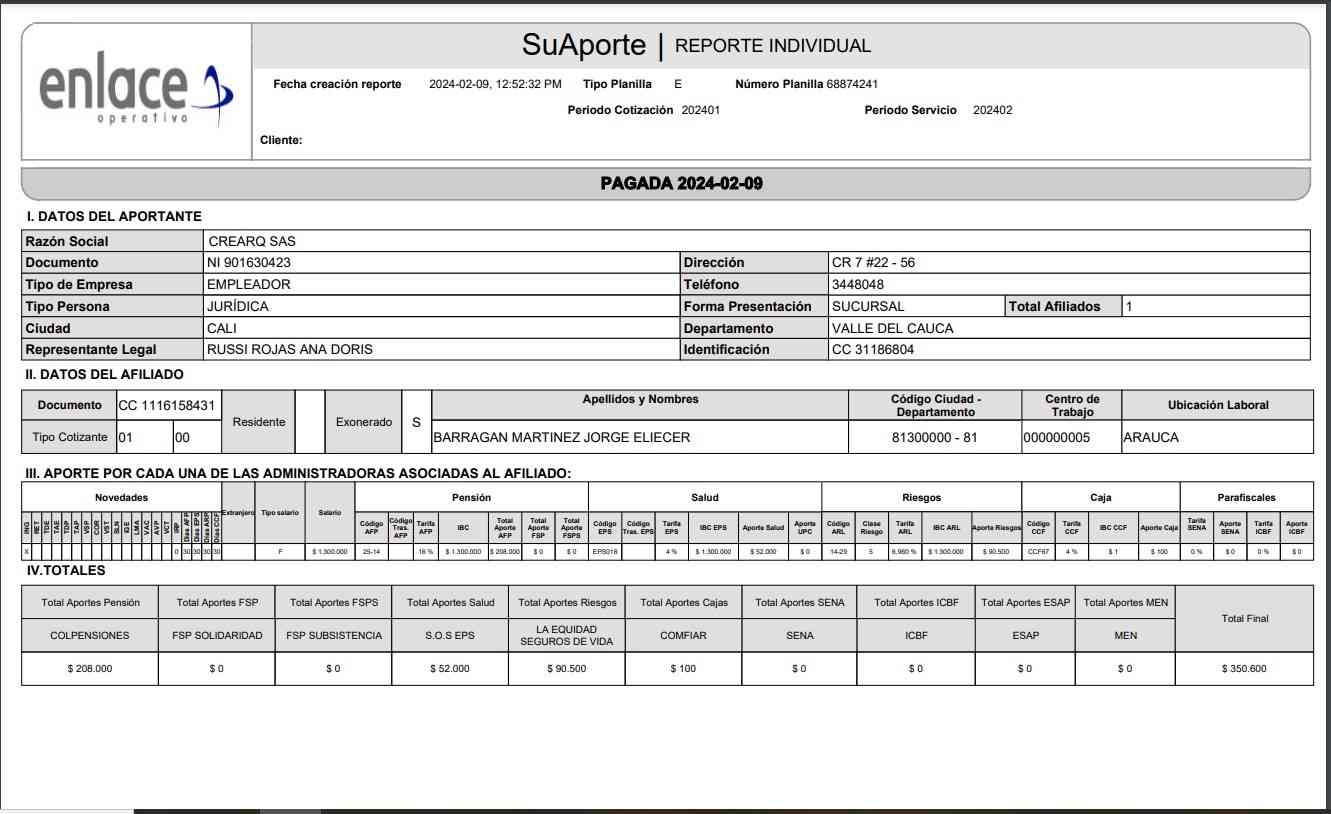 enlace
operativo
SuAporte | REPORTE INDIVIDUAL
Fecha creación reporte 2024-02-09, 12:52:32 PM Tipo Planilla E Número Planilla 68874241
Periodo Cotización 202401 Periodo Servicio 202402
Cliente:
PAGADA 2024-02-09
I. DATOS DEL APORTANTE
Razón Social CREARQ SAS
Documento NI 901630423 Dirección CR 7 #22 - 56
Tipo de Empresa EMPLEADOR Teléfono 3448048
Tipo Persona JURÍDICA Forma Presentación SUCURSAL Total Afiliados 1
Ciudad CALI Departamento VALLE DEL CAUCA
Representante Legal RUSSI ROJAS ANA DORIS Identificación CC 31186804
II. DATOS DEL AFILIADO
Documento CC 1116158431 Residente Exonerado S Apellidos y Nombres Código Ciudad - Departamento Centro de Trabajo Ubicación Laboral
Tipo Cotizante 01 00 BARRAGAN MARTINEZ JORGE ELIECER 81300000 - 81 000000005 ARAUCA
III. APORTE POR CADA UNA DE LAS ADMINISTRADORAS ASOCIADAS AL AFILIADO:
Novedades Extranjero Tipo salario Salario Pensión Salud Riesgos Caja Parafiscales
ING RET TDE TAE TDP TAP VSP COR VST SLN IGE LMA VAC AVP VCT IRP Dias AFP Dias EPS Dias ARP Dias CCF Código AFP Código Tras. AFP Tarifa AFP IBC Total Aporte AFP Total Aporte FSP Total Aporte FSPS Código EPS Código Tras. EPS Tarifa EPS IBC EPS Aporte Salud Aporte UPC Código ARL Clase Riesgo Tarifa ARL IBC ARL Aporte Riesgos Código CCF Tarifa CCF IBC CCF Aporte Caja Tarifa SENA Aporte SENA Tarifa ICBF Aporte ICBF
X 0 30 30 30 30 F $ 1.300.000 25-14 16 % $ 1.300.000 $ 208.000 $ 0 $ 0 EPS018 4 % $ 1.300.000 $ 52.000 $ 0 14-29 5 6,960 % $ 1.300.000 $ 90.500 CCF67 4 % $ 1 $ 100 0 % $ 0 0 % $ 0
IV.TOTALES
Total Aportes Pensión Total Aportes FSP Total Aportes FSPS Total Aportes Salud Total Aportes Riesgos Total Aportes Cajas Total Aportes SENA Total Aportes ICBF Total Aportes ESAP Total Aportes MEN Total Final
COLPENSIONES FSP SOLIDARIDAD FSP SUBSISTENCIA S.O.S EPS LA EQUIDAD SEGUROS DE VIDA COMFIAR SENA ICBF ESAP MEN
$ 208.000 $ 0 $ 0 $ 52.000 $ 90.500 $ 100 $ 0 $ 0 $ 0 $ 0 $ 350.600